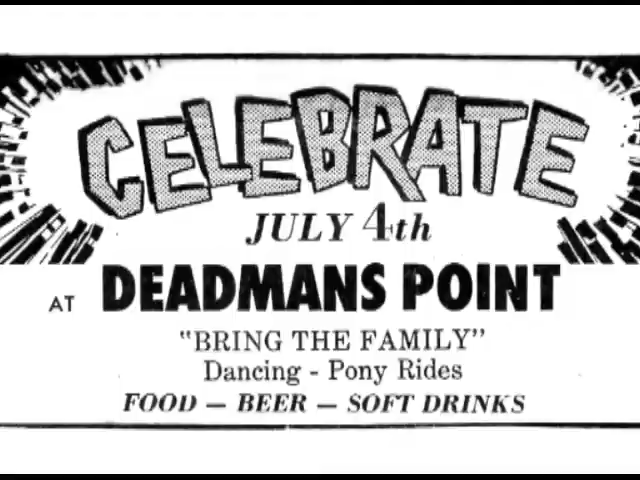 CELEBRATE
JULY 4th
AT DEADMANS POINT
"BRING THE FAMILY"
Dancing - Pony Rides
FOOD — BEER — SOFT DRINKS